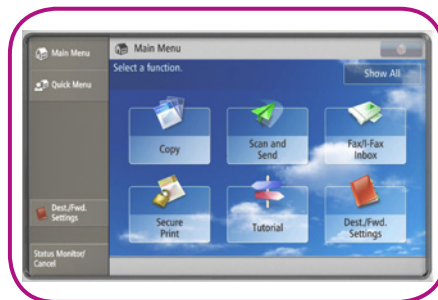 Main Menu
Main Menu
Select a function.
Show All
Quick Menu
Copy
Scan and
Send
Fax/I-Fax
Inbox
Dest./Fwd.
Settings
Secure
Print
Tutorial
Dest./Fwd.
Settings
Status Monitor/
Cancel